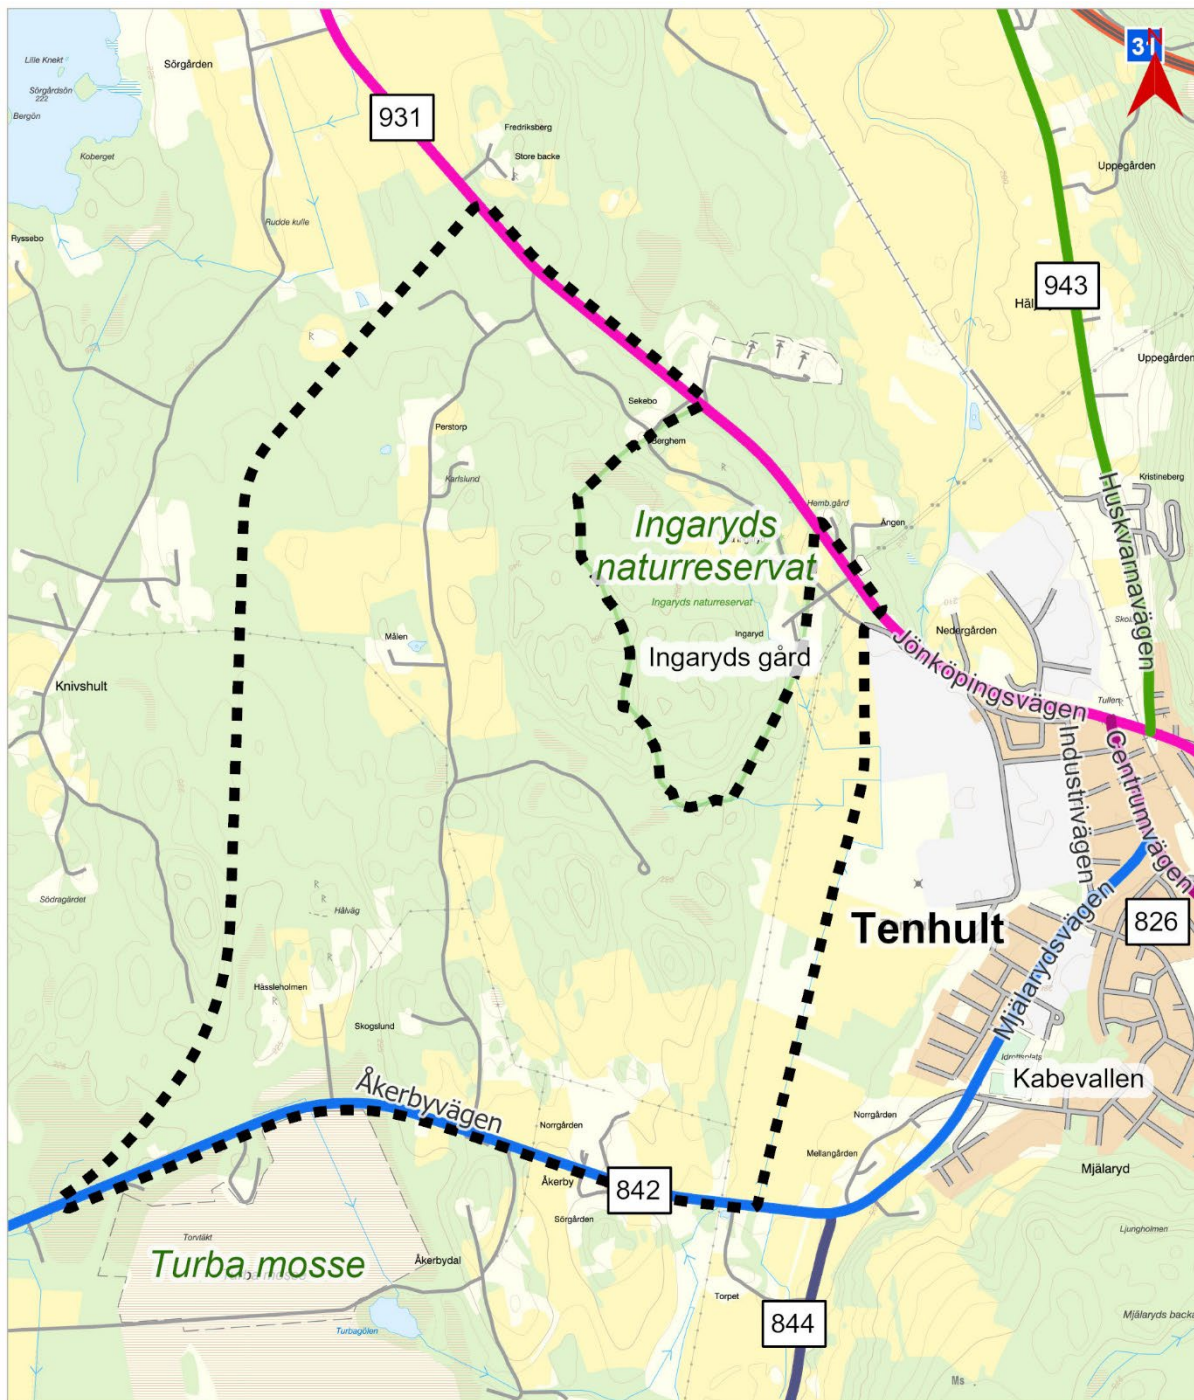 Lille Knekt
Sörgårdsön
222
Bergön
Sörgården
931
31
N
Fredriksberg
Store backe
Koberget
Uppegården
Rudde kulle
Ryssebo
943
Uppegården
R
Sekebo
Berghem
Perstorp
Karlslund
R
Kristineberg
Hemb.gård
Ängen
Huskvarnavägen
Ingaryds
naturreservat
Ingaryds naturreservat
Målen
Ingaryd
Ingaryds gård
Nedergården
Jönköpingsvägen
Knivshult
Tullen
Industrivägen
Centrumvägen
Södragärdet
R
R
Hålväg
R
Tenhult
826
Mjälarydsvägen
Hässleholmen
R
Skogslund
Idrottsplats
Kabevallen
Åkerbyvägen
Norrgården
Norrgården
Mellangården
Mjälaryd
Åkerby
842
Sörgården
Ljungholmen
Torvtäkt
Turba mosse
Åkerbydal
Torpet
844
Turbagölen
Mjälaryds backa
Ms